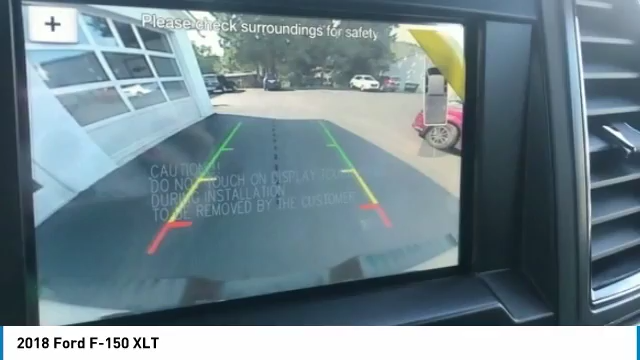 +
Please check surroundings for safety
CAUTION!
DO NOT TOUCH ON DISPLAY
DURING INSTALLATION
TO BE REMOVED BY THE CUSTOMER
2018 Ford F-150 XLT